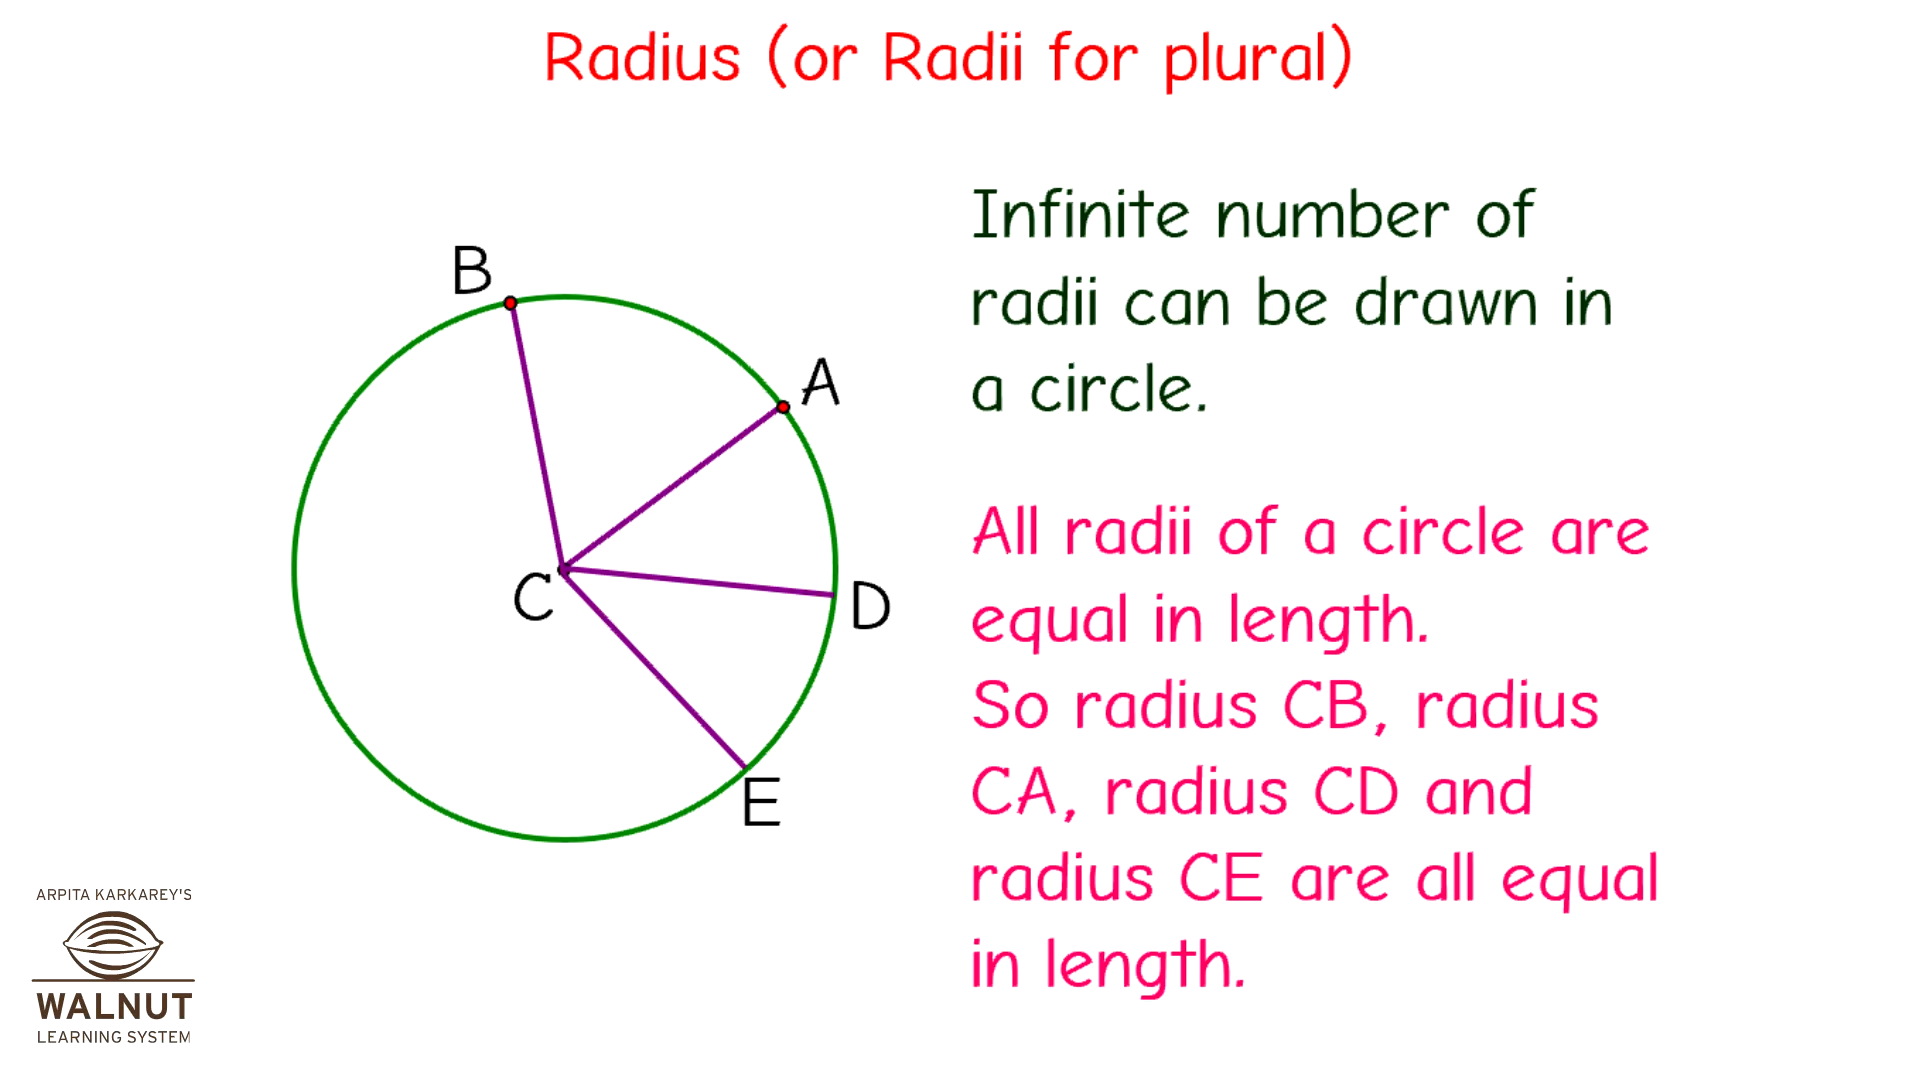 Radius (or Radii for plural)
Infinite number of
radii can be drawn in
a circle.
B
A
C
D
E
All radii of a circle are
equal in length.
So radius CB, radius
CA, radius CD and
radius CE are all equal
in length.
ARPITA KARKAREY'S
WALNUT
LEARNING SYSTEM